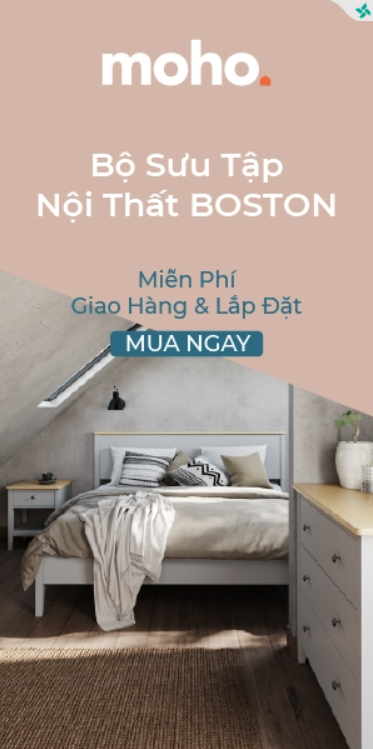 moho.
Bộ Sưu Tập
Nội Thất BOSTON
Miễn Phí
Giao Hàng & Lắp Đặt
MUA NGAY